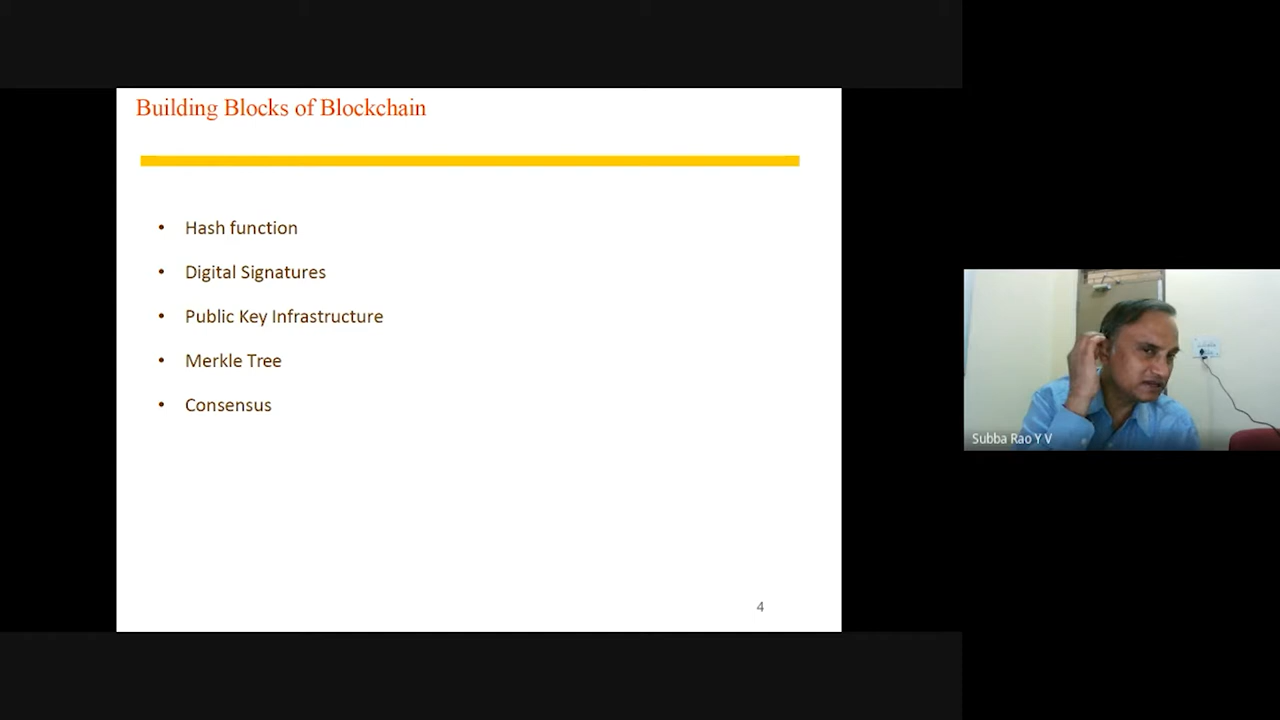 Building Blocks of Blockchain
• Hash function
• Digital Signatures
• Public Key Infrastructure
• Merkle Tree
• Consensus
4
Subba Rao Y V